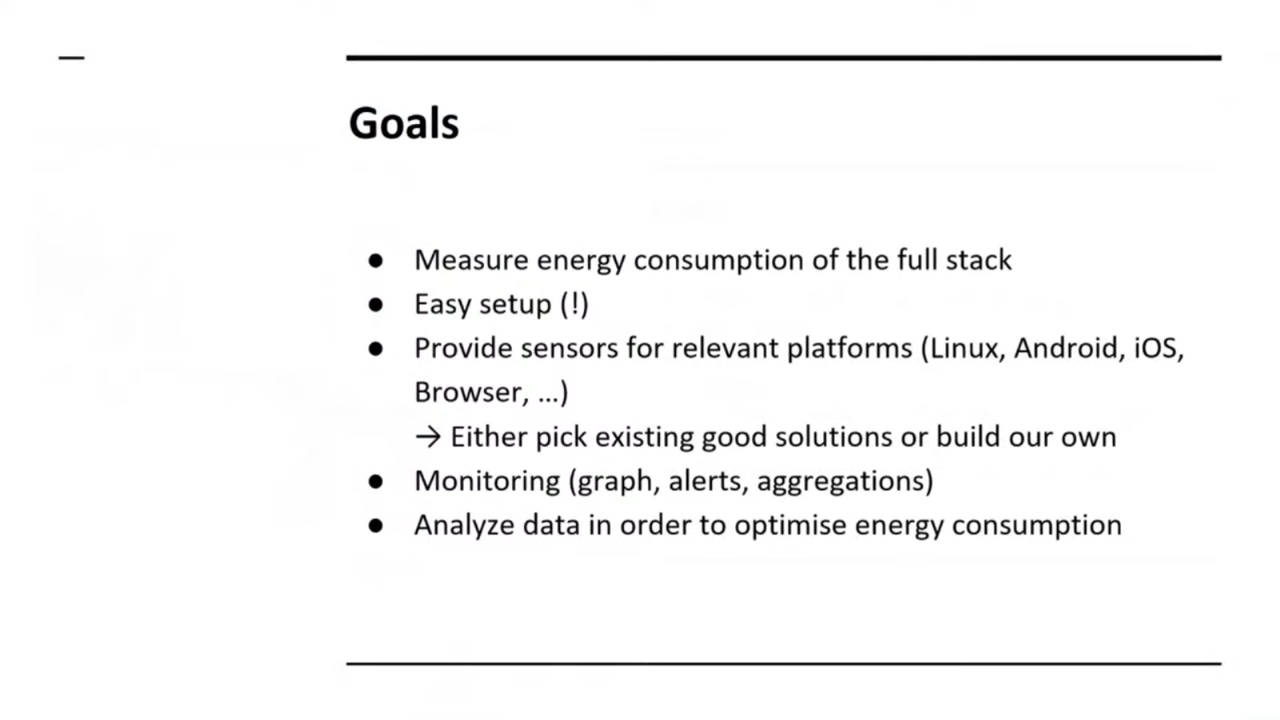 Goals
● Measure energy consumption of the full stack
● Easy setup (!)
● Provide sensors for relevant platforms (Linux, Android, iOS,
Browser, ...)
→ Either pick existing good solutions or build our own
● Monitoring (graph, alerts, aggregations)
● Analyze data in order to optimise energy consumption